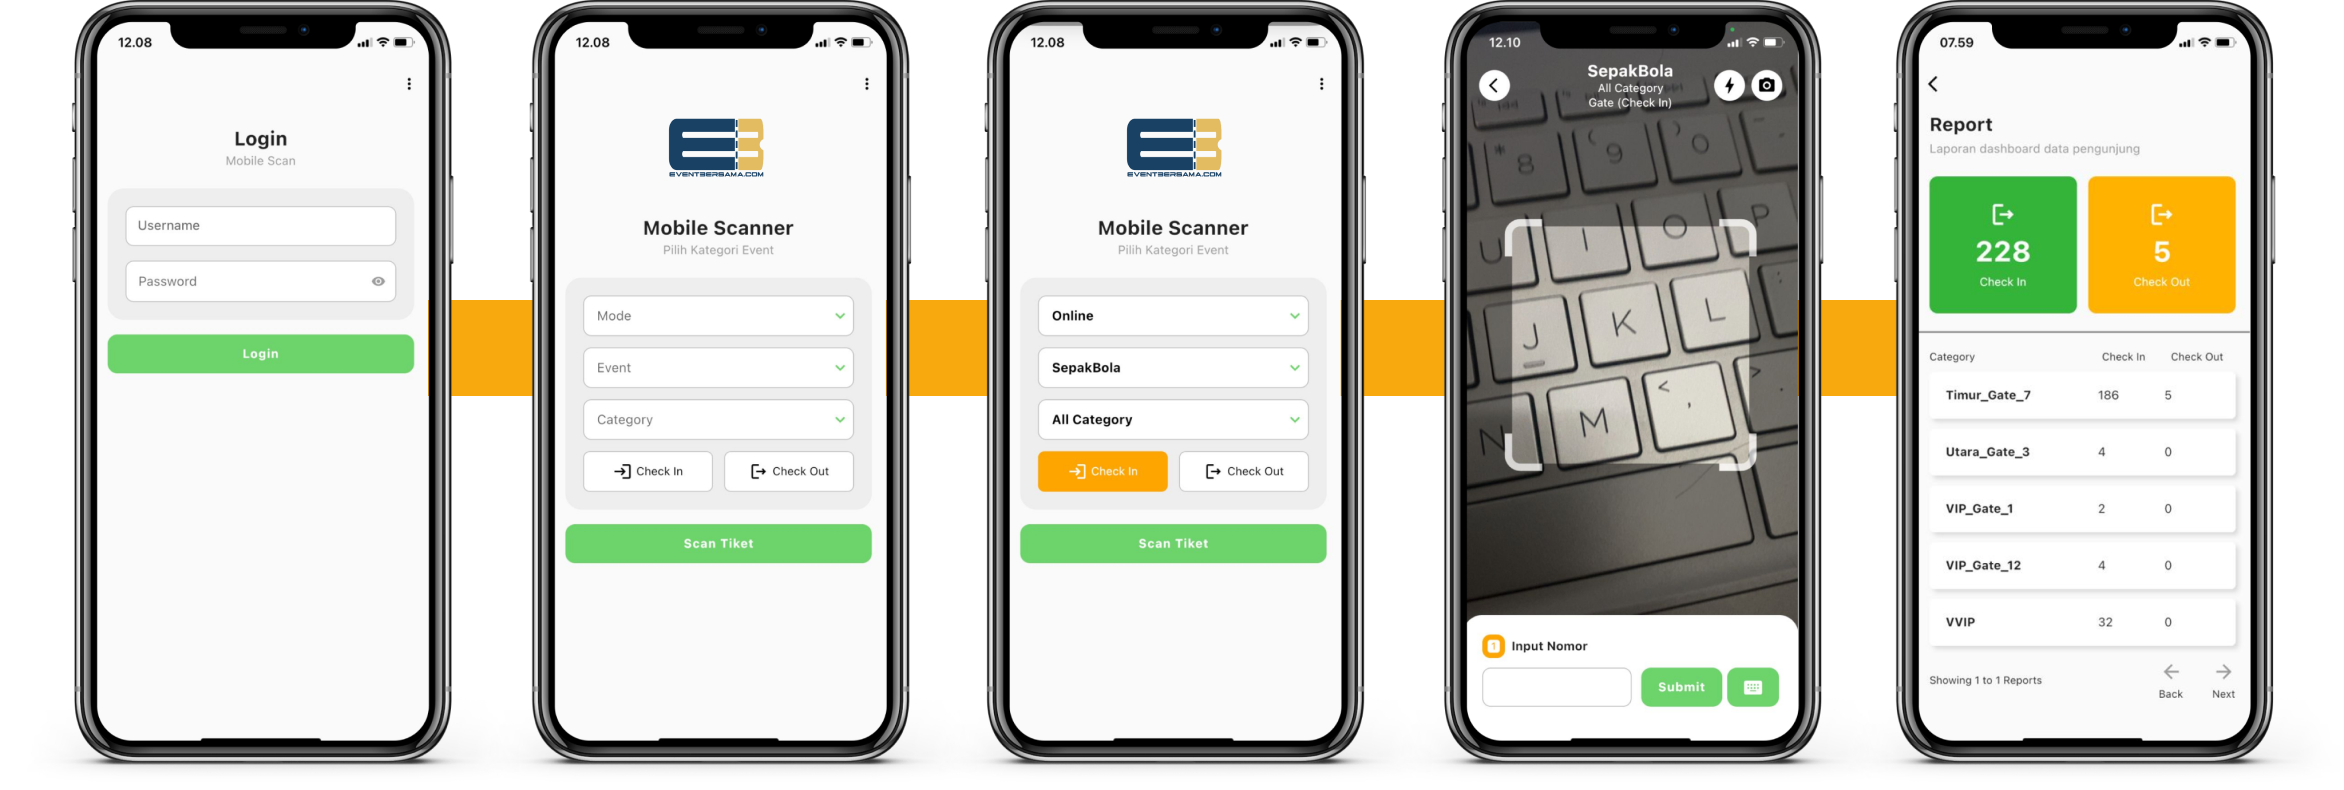 12.08
Login
Mobile Scan
Username
Password
Login
12.08
EVENTBERSAMA.COM
Mobile Scanner
Pilih Kategori Event
Mode
Event
Category
Check In
Check Out
Scan Tiket
12.08
EVENTBERSAMA.COM
Mobile Scanner
Pilih Kategori Event
Online
SepakBola
All Category
Check In
Check Out
Scan Tiket
12.10
SepakBola
All Category
Gate (Check In)
* 8 ( 9 ) O
U I O P
J K L
N M < , >
1 Input Nomor
Submit
07.59
Report
Laporan dashboard data pengunjung
228
Check In
5
Check Out
Category Check In Check Out
Timur_Gate_7 186 5
Utara_Gate_3 4 0
VIP_Gate_1 2 0
VIP_Gate_12 4 0
VVIP 32 0
Showing 1 to 1 Reports
Back Next